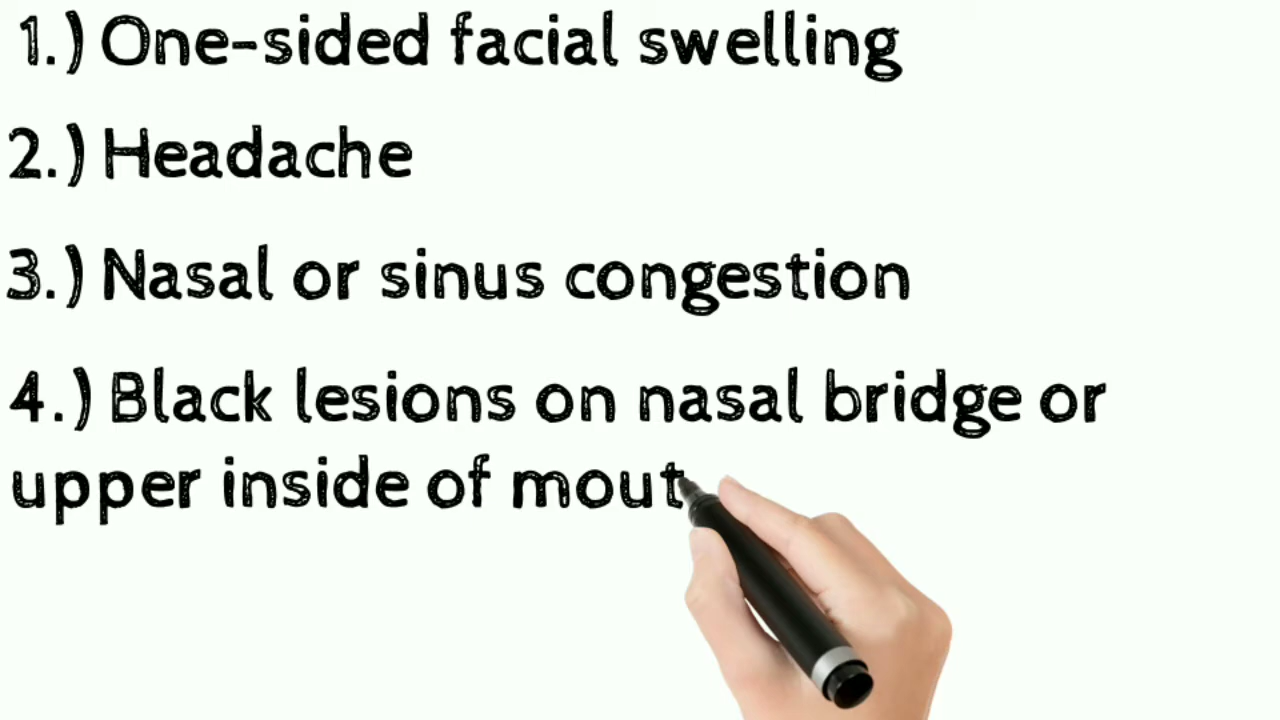 1.) One-sided facial swelling
2.) Headache
3.) Nasal or sinus congestion
4.) Black lesions on nasal bridge or
upper inside of mout